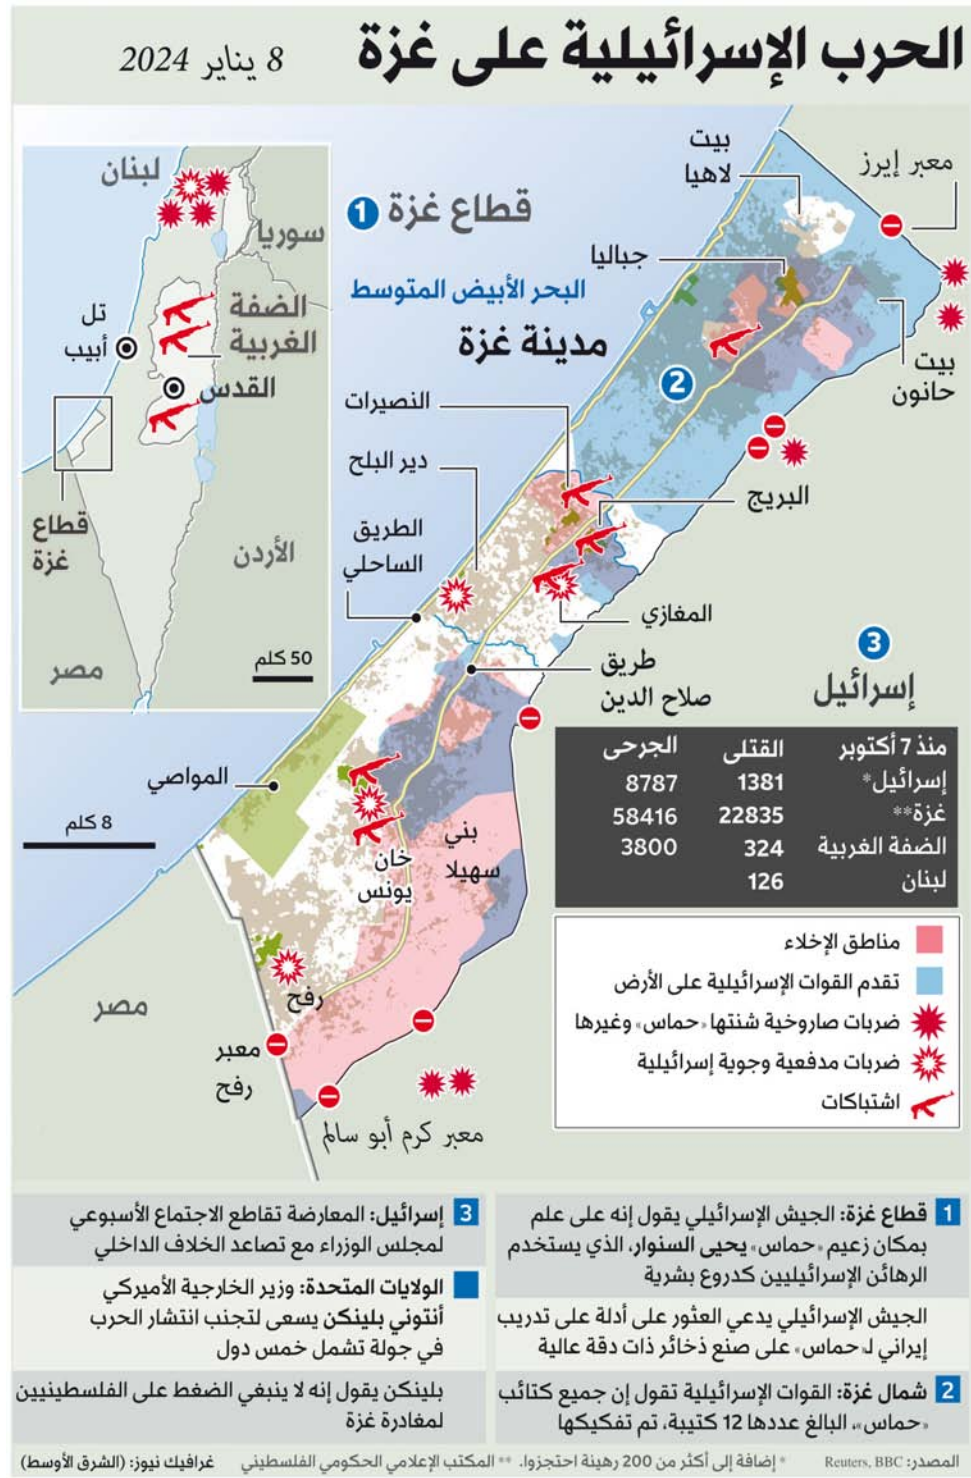 الحرب الإسرائيلية على غزة
8 يناير 2024
لبنان
سوريا
الضفة
الغربية
تل
أبيب
القدس
قطاع
غزة
الأردن
مصر
50 كلم
قطاع غزة 1
البحر الأبيض المتوسط
مدينة غزة
بيت
لاهيا
معبر إيرز
جباليا
بيت
حانون
2
النصيرات
دير البلح
البريج
الطريق
الساحلي
المغازي
طريق
صلاح الدين
3
إسرائيل
المواصي
8 كلم
بني
سهيلا
خان
يونس
رفح
مصر
معبر
رفح
معبر كرم أبو سالم
منذ 7 أكتوبر القتلى الجرحى
إسرائيل* 1381 8787
غزة** 22835 58416
الضفة الغربية 324 3800
لبنان 126
مناطق الإخلاء
تقدم القوات الإسرائيلية على الأرض
ضربات صاروخية شنتها «حماس» وغيرها
ضربات مدفعية وجوية إسرائيلية
اشتباكات
1 قطاع غزة: الجيش الإسرائيلي يقول إنه على علم
بمكان زعيم «حماس» يحيى السنوار، الذي يستخدم
الرهائن الإسرائيليين كدروع بشرية
الجيش الإسرائيلي يدعي العثور على أدلة على تدريب
إيراني لـ«حماس» على صنع ذخائر ذات دقة عالية
2 شمال غزة: القوات الإسرائيلية تقول إن جميع كتائب
«حماس»، البالغ عددها 12 كتيبة، تم تفكيكها
3 إسرائيل: المعارضة تقاطع الاجتماع الأسبوعي
لمجلس الوزراء مع تصاعد الخلاف الداخلي
الولايات المتحدة: وزير الخارجية الأميركي
أنتوني بلينكن يسعى لتجنب انتشار الحرب
في جولة تشمل خمس دول
بلينكن يقول إنه لا ينبغي الضغط على الفلسطينيين
لمغادرة غزة
المصدر: Reuters, BBC * إضافة إلى أكثر من 200 رهينة احتجزوا. ** المكتب الإعلامي الحكومي الفلسطيني غرافيك نيوز: (الشرق الأوسط)